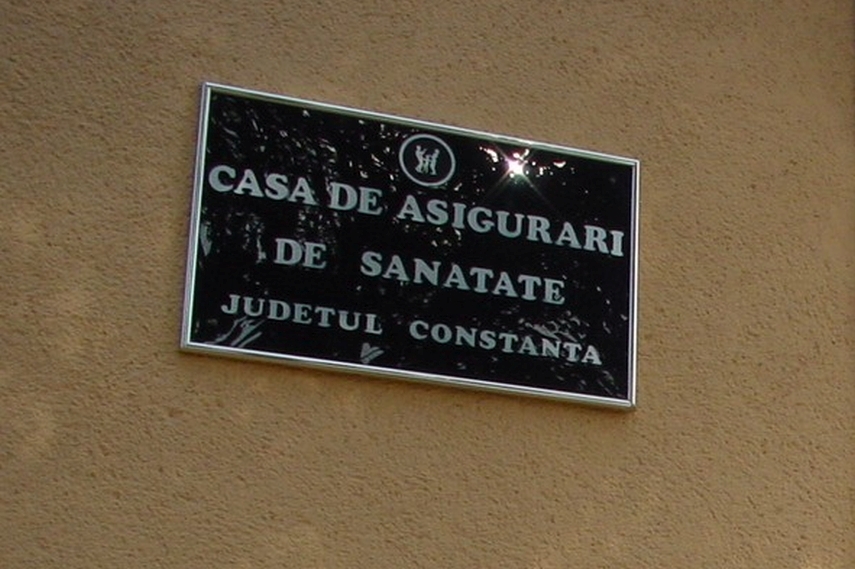 CASA DE ASIGURARI
DE SANATATE
JUDETUL CONSTANTA